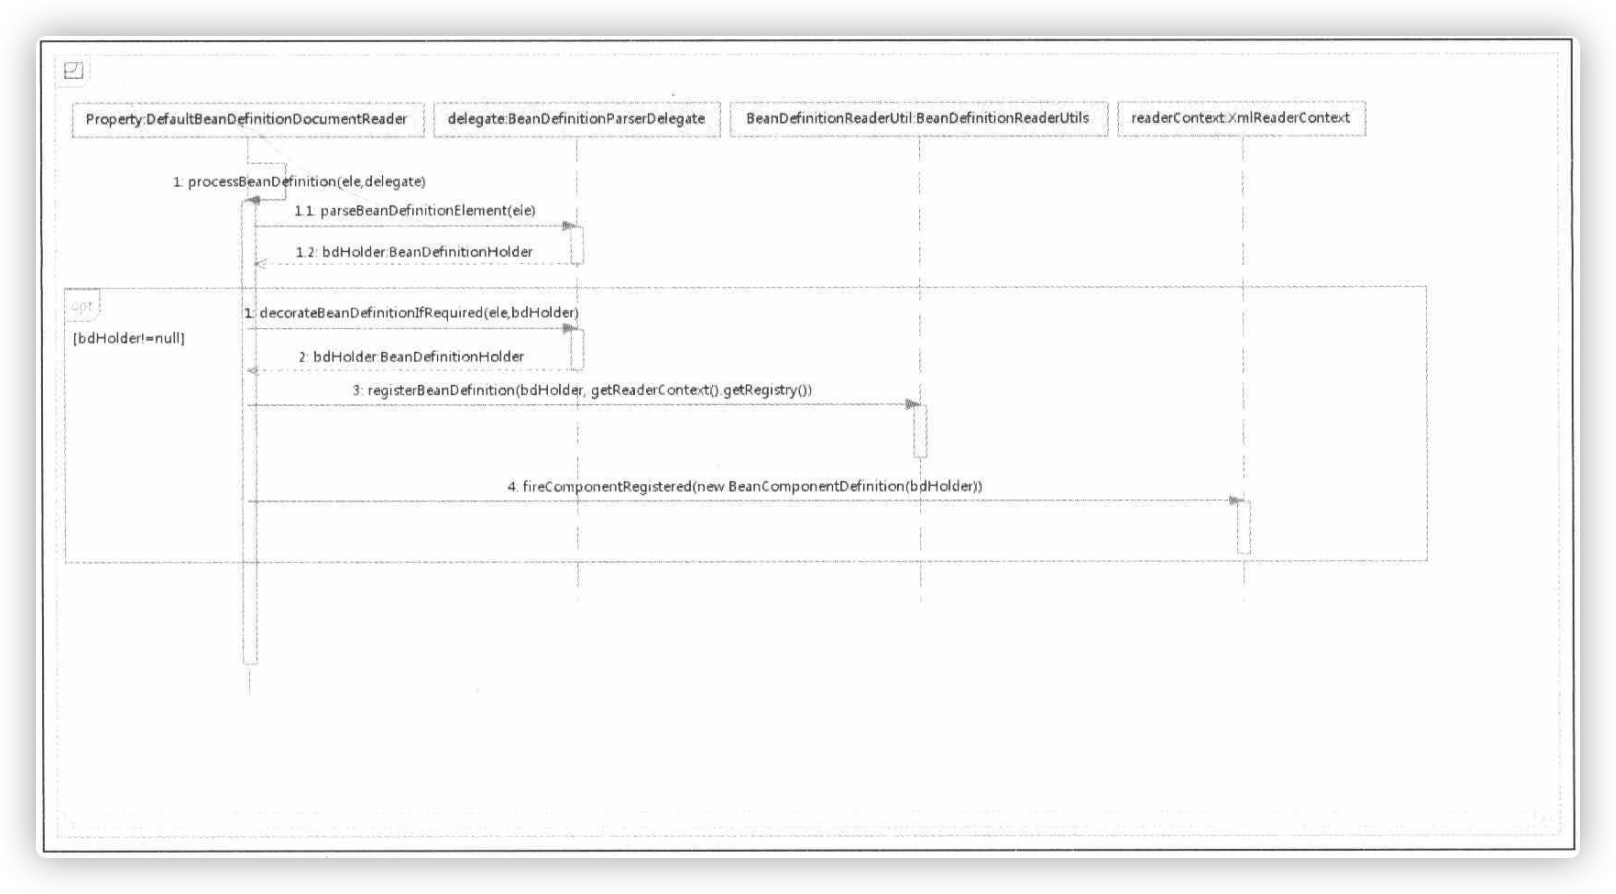 Property:DefaultBeanDefinitionDocumentReader
delegate:BeanDefinitionParserDelegate
BeanDefinitionReaderUtil:BeanDefinitionReaderUtils
readerContext:XmlReaderContext
1: processBeanDefinition(ele,delegate)
1.1: parseBeanDefinitionElement(ele)
1.2: bdHolder:BeanDefinitionHolder
opt
[bdHolder!=null]
1: decorateBeanDefinitionIfRequired(ele,bdHolder)
2: bdHolder:BeanDefinitionHolder
3: registerBeanDefinition(bdHolder, getReaderContext().getRegistry())
4: fireComponentRegistered(new BeanComponentDefinition(bdHolder))